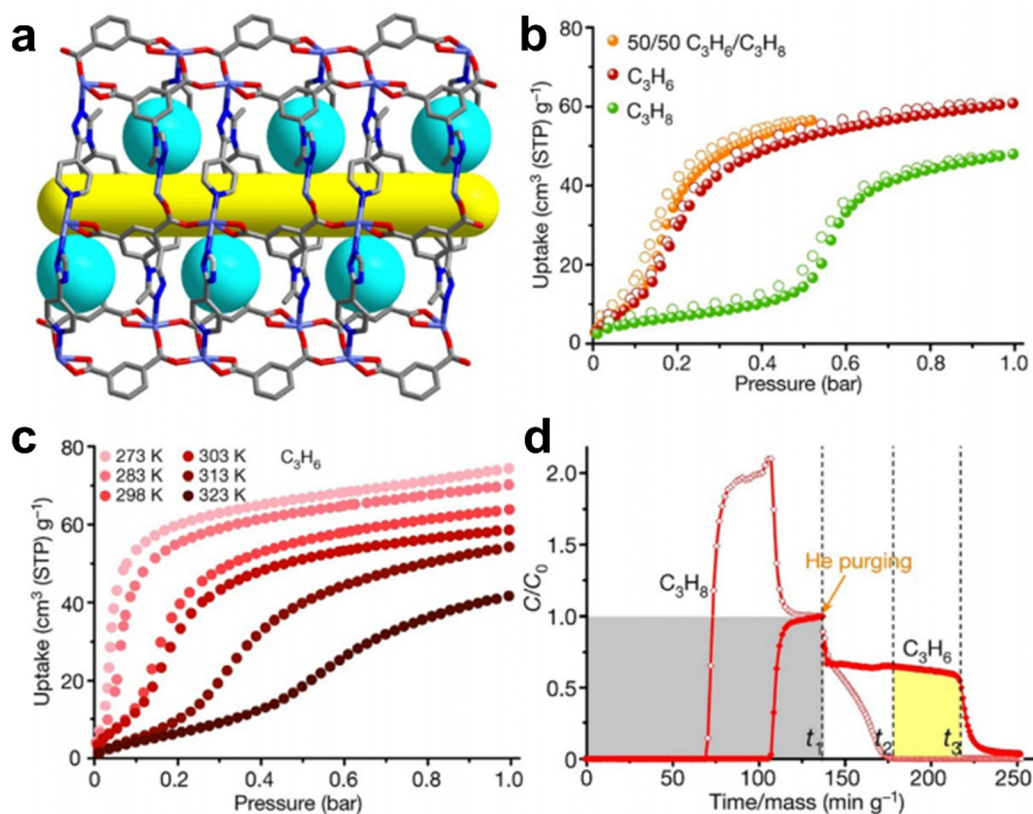 a
b
50/50 C₃H₆/C₃H₈
C₃H₆
C₃H₈
Uptake (cm³ (STP) g⁻¹)
80
60
40
20
0
0 0.2 0.4 0.6 0.8 1.0
Pressure (bar)
c
273 K 303 K C₃H₆
283 K 313 K
298 K 323 K
Uptake (cm³ (STP) g⁻¹)
80
60
40
20
0
0 0.2 0.4 0.6 0.8 1.0
Pressure (bar)
d
C/C₀
2.0
1.5
1.0
0.5
0
C₃H₈
He purging
C₃H₆
t₁ t₂ t₃
0 50 100 150 200 250
Time/mass (min g⁻¹)